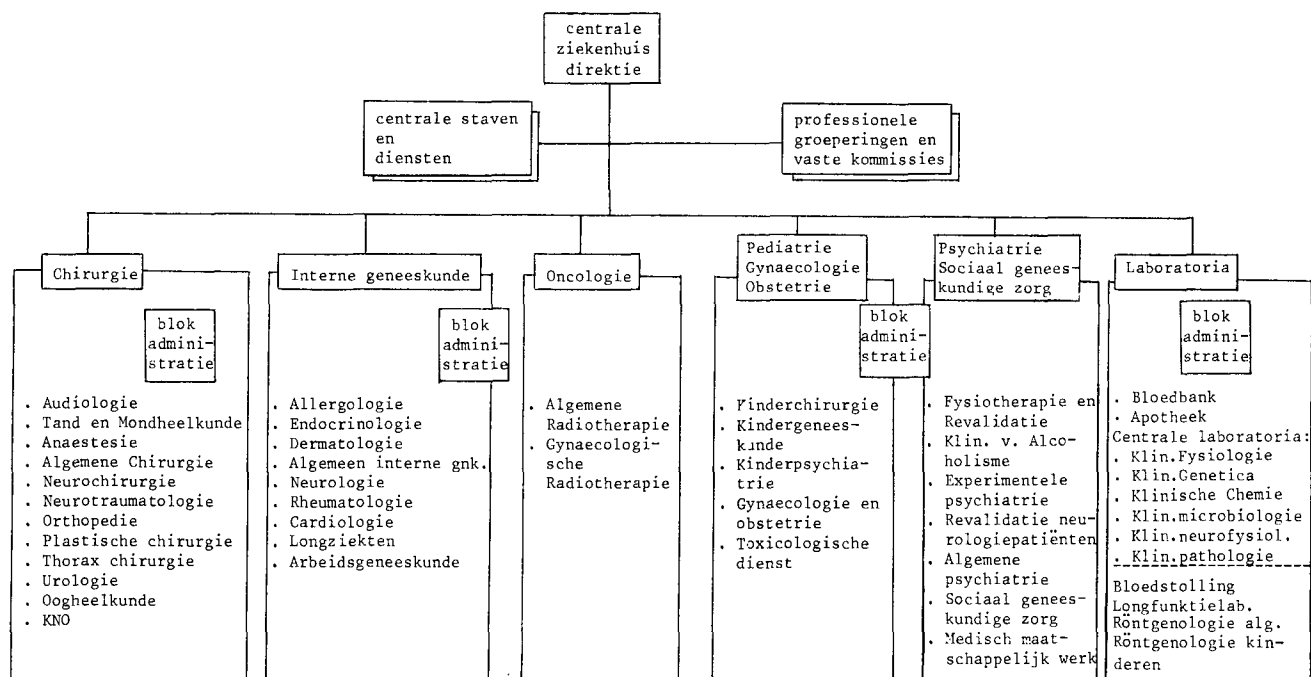 centrale
ziekenhuis
direktie
centrale staven
en
diensten
professionele
groeperingen en
vaste kommissies
Chirurgie
blok
admini-
stratie
. Audiologie
. Tand en Mondheelkunde
. Anaestesie
. Algemene Chirurgie
. Neurochirurgie
. Neurotraumatologie
. Orthopedie
. Plastische chirurgie
. Thorax chirurgie
. Urologie
. Oogheelkunde
. KNO
Interne geneeskunde
blok
admini-
stratie
. Allergologie
. Endocrinologie
. Dermatologie
. Algemeen interne gnk.
. Neurologie
. Rheumatologie
. Cardiologie
. Longziekten
. Arbeidsgeneeskunde
Oncologie
. Algemene
Radiotherapie
. Gynaecologi-
sche
Radiotherapie
Pediatrie
Gynaecologie
Obstetrie
blok
admini-
stratie
. Kinderchirurgie
. Kindergenees-
kunde
. Kinderpsychia-
trie
. Gynaecologie en
obstetrie
. Toxicologische
dienst
Psychiatrie
Sociaal genees-
kundige zorg
. Fysiotherapie en
Revalidatie
. Klin. v. Alco-
holisme
. Experimentele
psychiatrie
. Revalidatie neu-
rologiepatiënten
. Algemene
psychiatrie
. Sociaal genees-
kundige zorg
. Medisch maat-
schappelijk werk
Laboratoria
blok
admini-
stratie
. Bloedbank
. Apotheek
Centrale laboratoria:
. Klin.Fysiologie
. Klin.Genetica
. Klinische Chemie
. Klin.microbiologie
. Klin.neurofysiol.
. Klin.pathologie
Bloedstolling
Longfunktielab.
Röntgenologie alg.
Röntgenologie kin-
deren